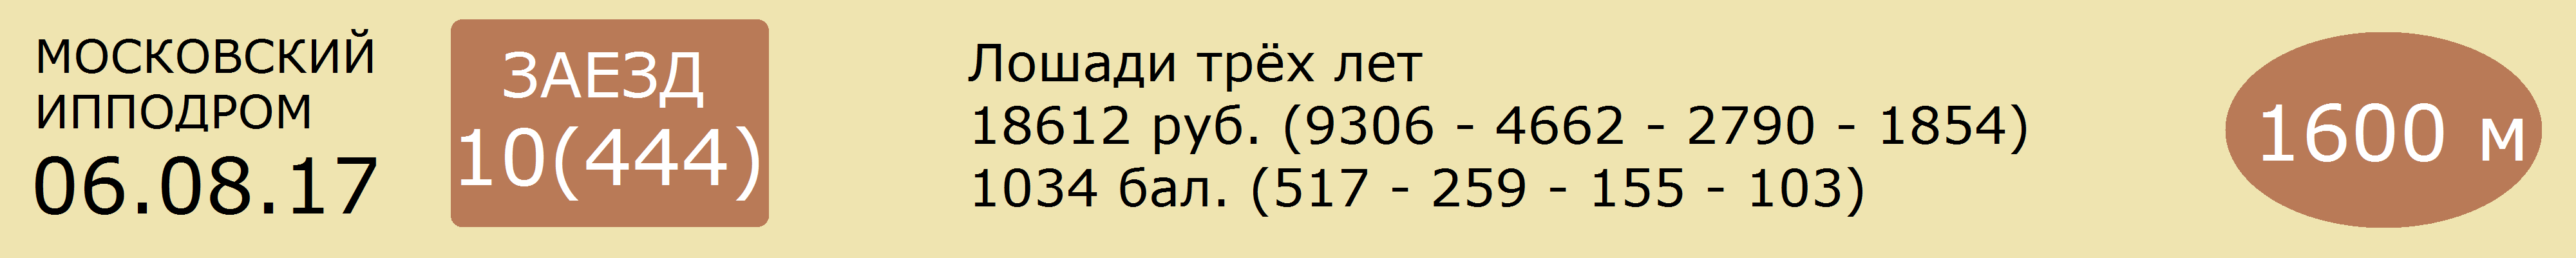 МОСКОВСКИЙ
ИППОДРОМ
06.08.17
ЗАЕЗД
10(444)
Лошади трёх лет
18612 руб. (9306 - 4662 - 2790 - 1854)
1034 бал. (517 - 259 - 155 - 103)
1600 м